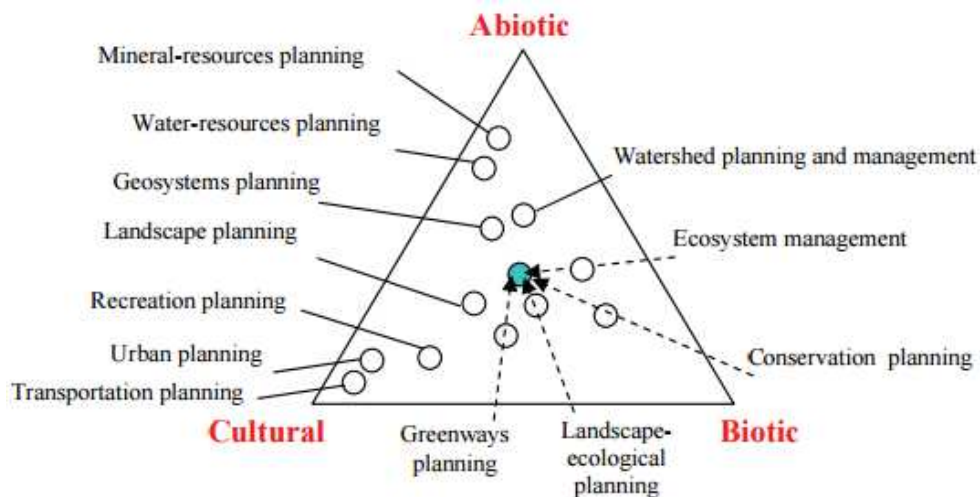 Abiotic
Mineral-resources planning
Water-resources planning
Watershed planning and management
Geosystems planning
Landscape planning
Ecosystem management
Recreation planning
Urban planning
Conservation planning
Transportation planning
Cultural
Greenways
planning
Landscape-
ecological
planning
Biotic